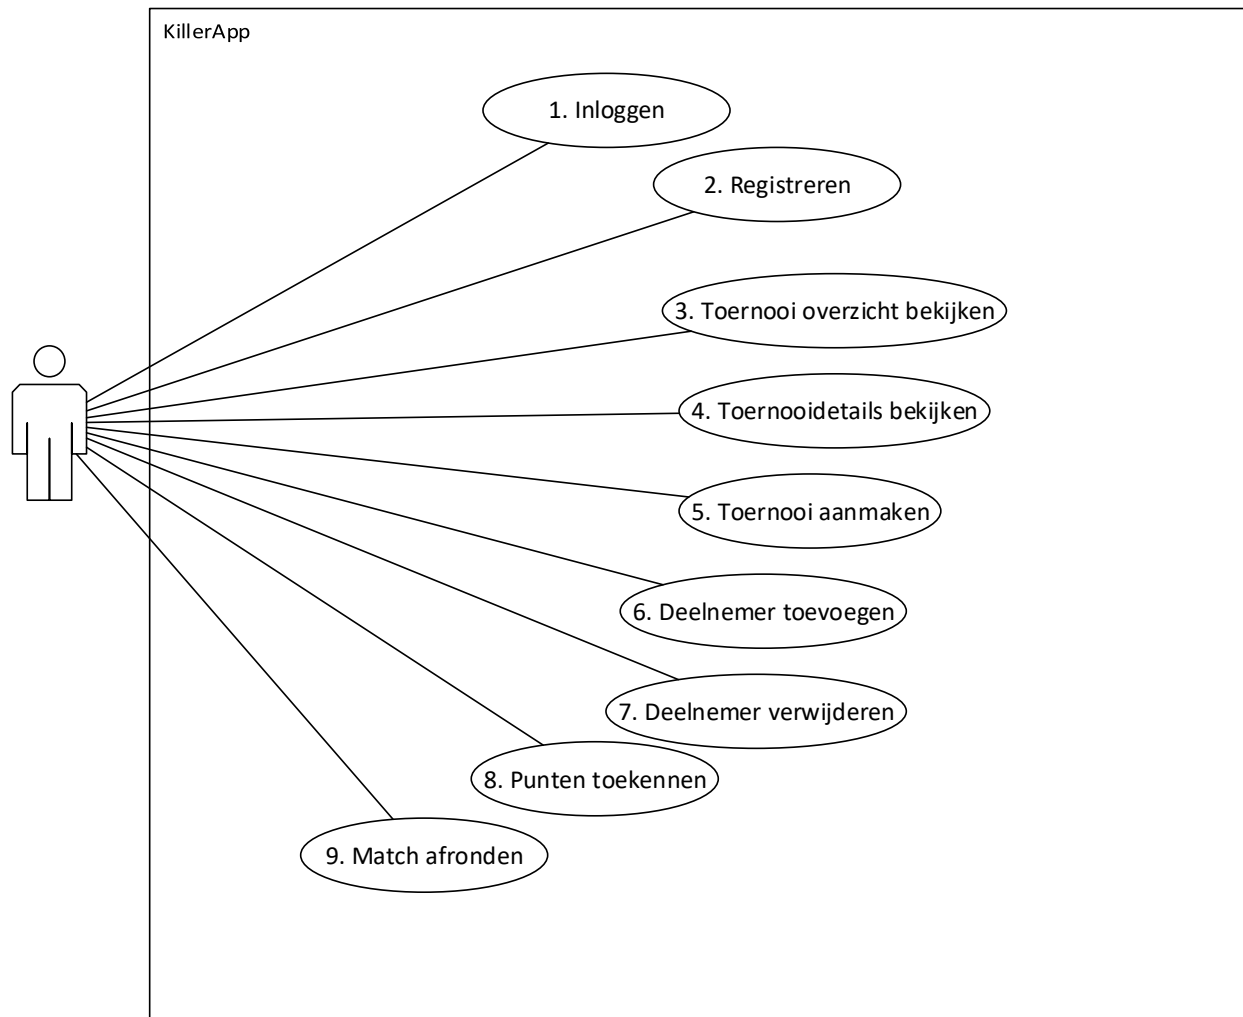 KillerApp
1. Inloggen
2. Registreren
3. Toernooi overzicht bekijken
4. Toernooidetails bekijken
5. Toernooi aanmaken
6. Deelnemer toevoegen
7. Deelnemer verwijderen
8. Punten toekennen
9. Match afronden